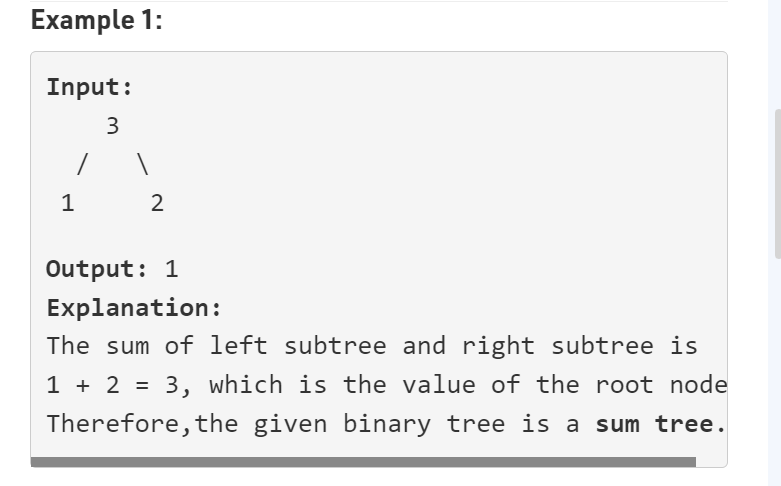 Example 1:
Input:
3
/ \
1 2
Output: 1
Explanation:
The sum of left subtree and right subtree is
1 + 2 = 3, which is the value of the root node
Therefore,the given binary tree is a sum tree.